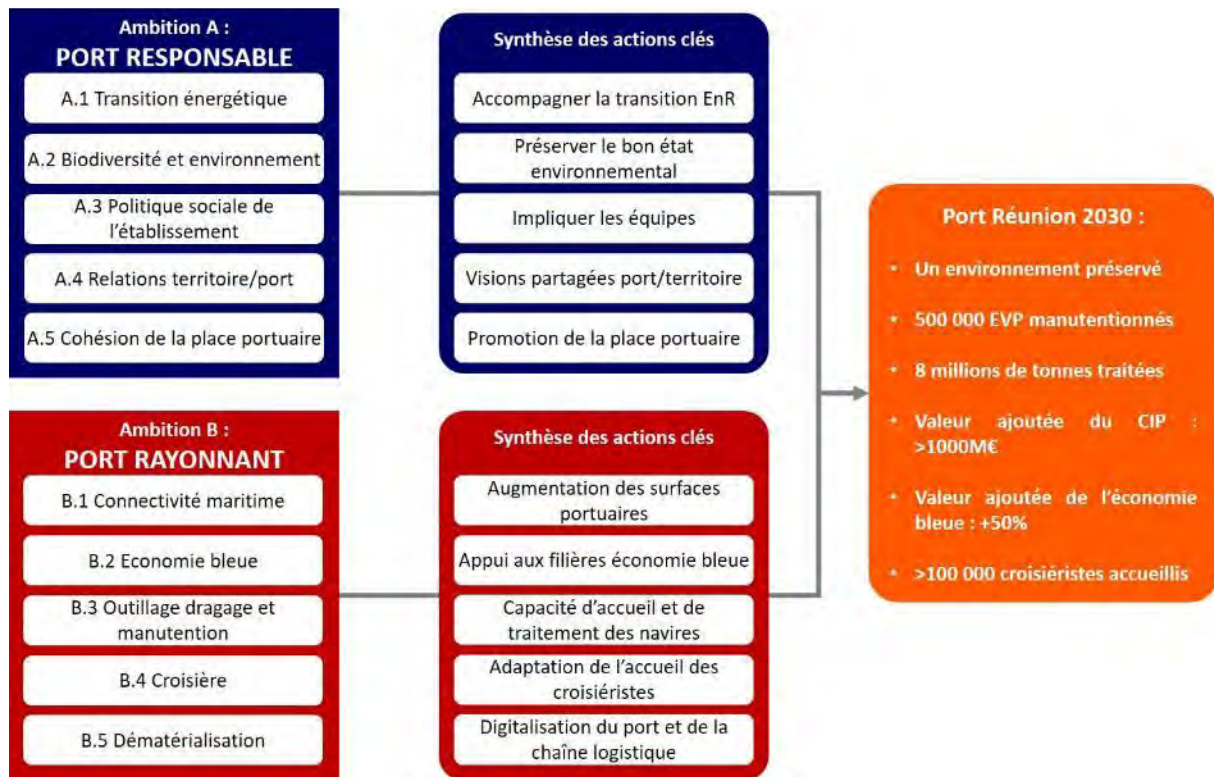 Ambition A :
PORT RESPONSABLE
A.1 Transition énergétique
A.2 Biodiversité et environnement
A.3 Politique sociale de
l'établissement
A.4 Relations territoire/port
A.5 Cohésion de la place portuaire
Synthèse des actions clés
Accompagner la transition EnR
Préserver le bon état
environnemental
Impliquer les équipes
Visions partagées port/territoire
Promotion de la place portuaire
Ambition B :
PORT RAYONNANT
B.1 Connectivité maritime
B.2 Economie bleue
B.3 Outillage dragage et
manutention
B.4 Croisière
B.5 Dématérialisation
Synthèse des actions clés
Augmentation des surfaces
portuaires
Appui aux filières économie bleue
Capacité d'accueil et de
traitement des navires
Adaptation de l'accueil des
croisiéristes
Digitalisation du port et de la
chaîne logistique
Port Réunion 2030 :
• Un environnement préservé
• 500 000 EVP manutentionnés
• 8 millions de tonnes traitées
• Valeur ajoutée du CIP :
>1000M€
• Valeur ajoutée de l'économie
bleue : +50%
• >100 000 croisiéristes accueillis